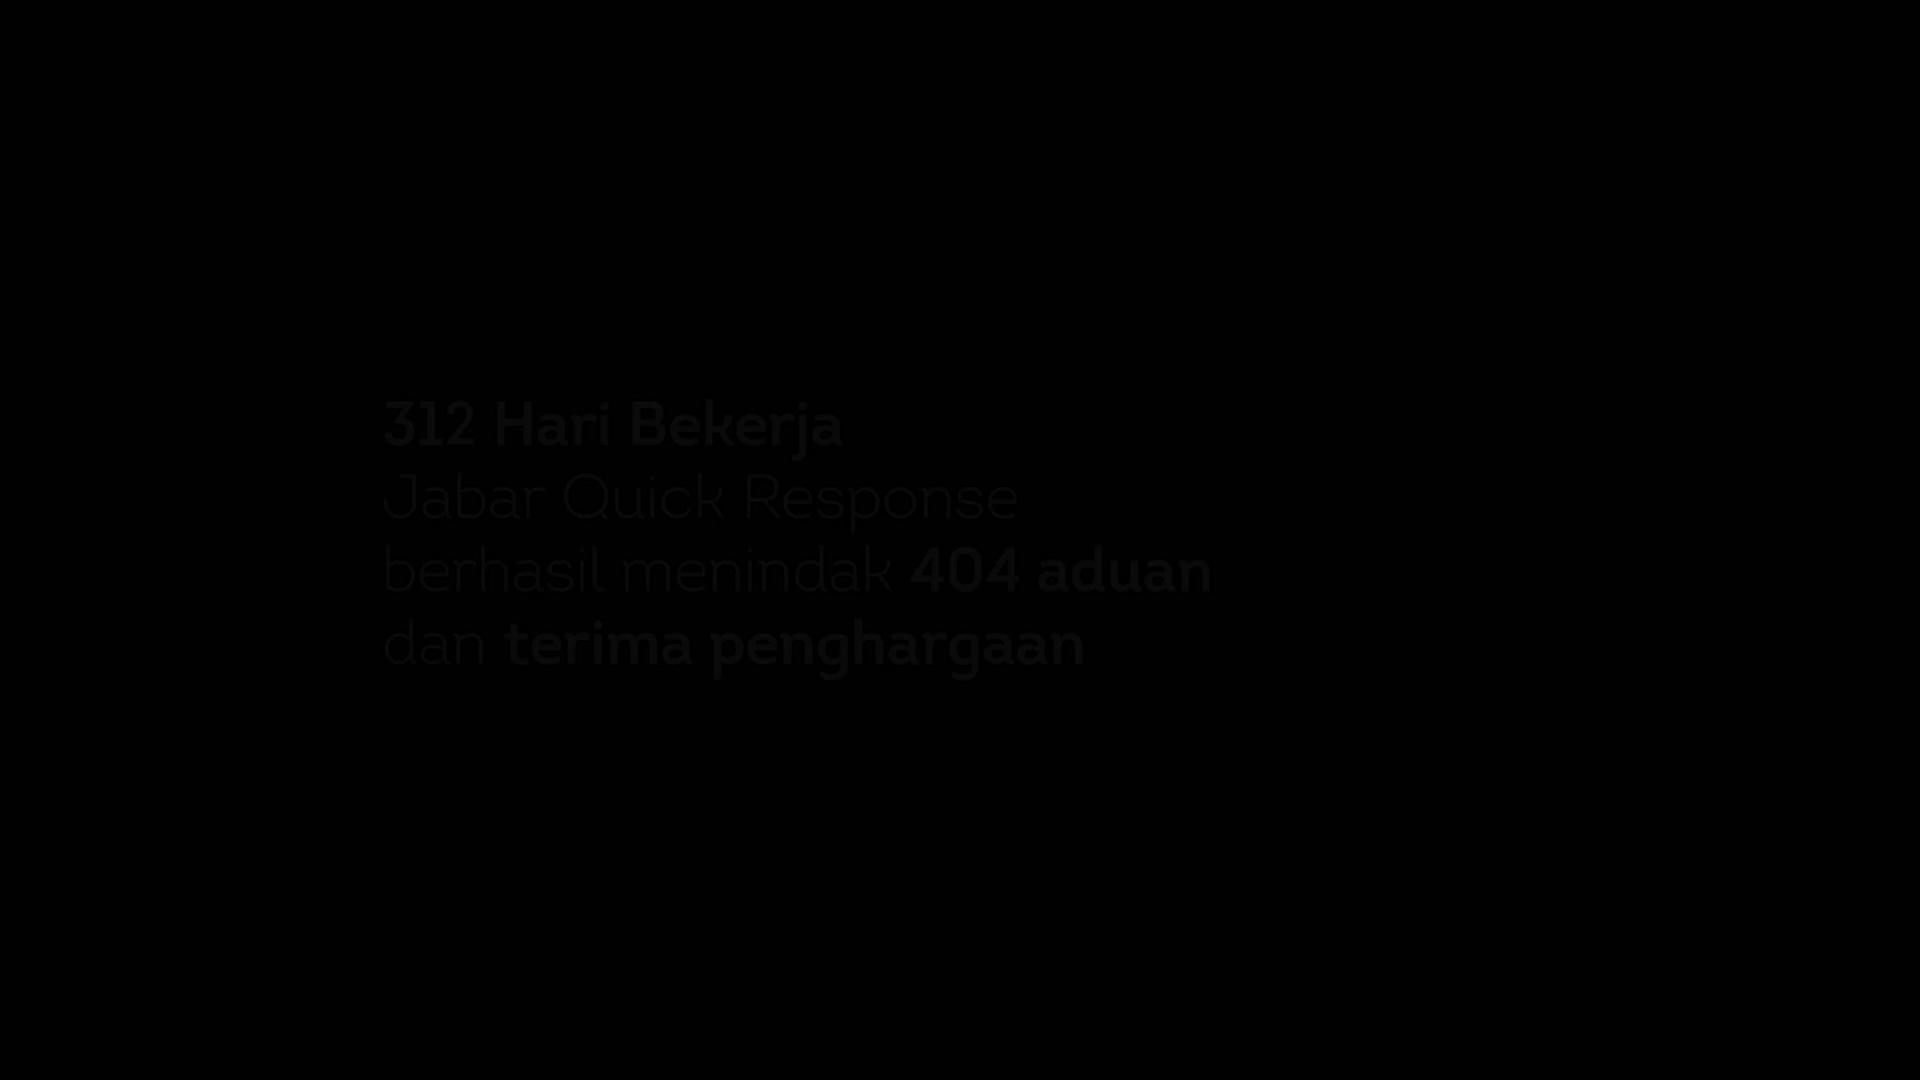 312 Hari Bekerja
Jabar Quick Response
berhasil menindak 404 aduan
dan terima penghargaan